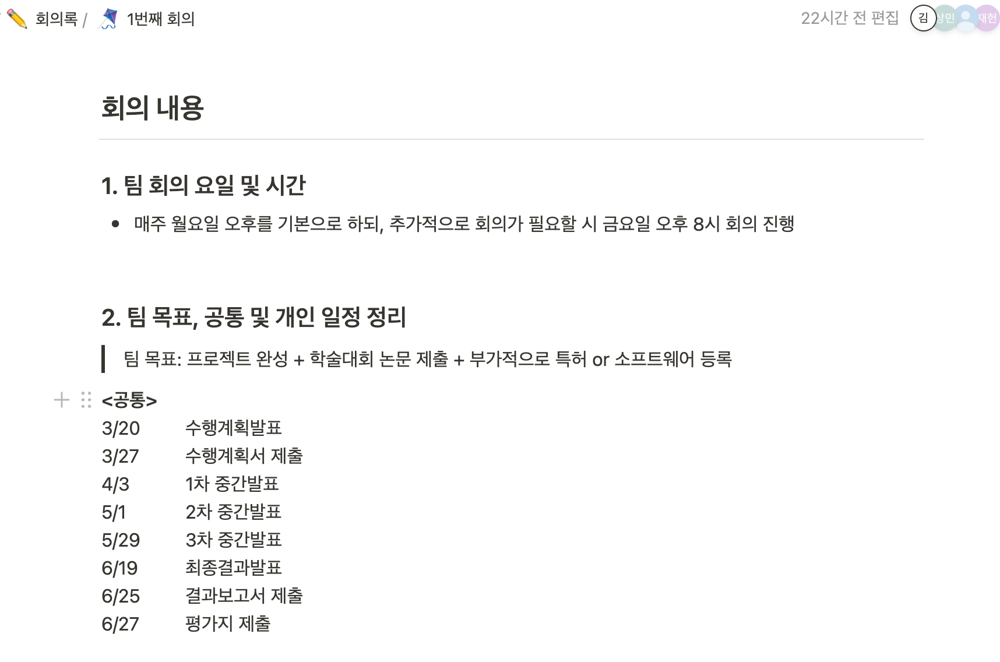 회의록 / 1번째 회의
22시간 전 편집 김 상민 재헌
회의 내용
1. 팀 회의 요일 및 시간
• 매주 월요일 오후를 기본으로 하되, 추가적으로 회의가 필요할 시 금요일 오후 8시 회의 진행
2. 팀 목표, 공통 및 개인 일정 정리
팀 목표: 프로젝트 완성 + 학술대회 논문 제출 + 부가적으로 특허 or 소프트웨어 등록
<공통>
3/20 수행계획발표
3/27 수행계획서 제출
4/3 1차 중간발표
5/1 2차 중간발표
5/29 3차 중간발표
6/19 최종결과발표
6/25 결과보고서 제출
6/27 평가지 제출